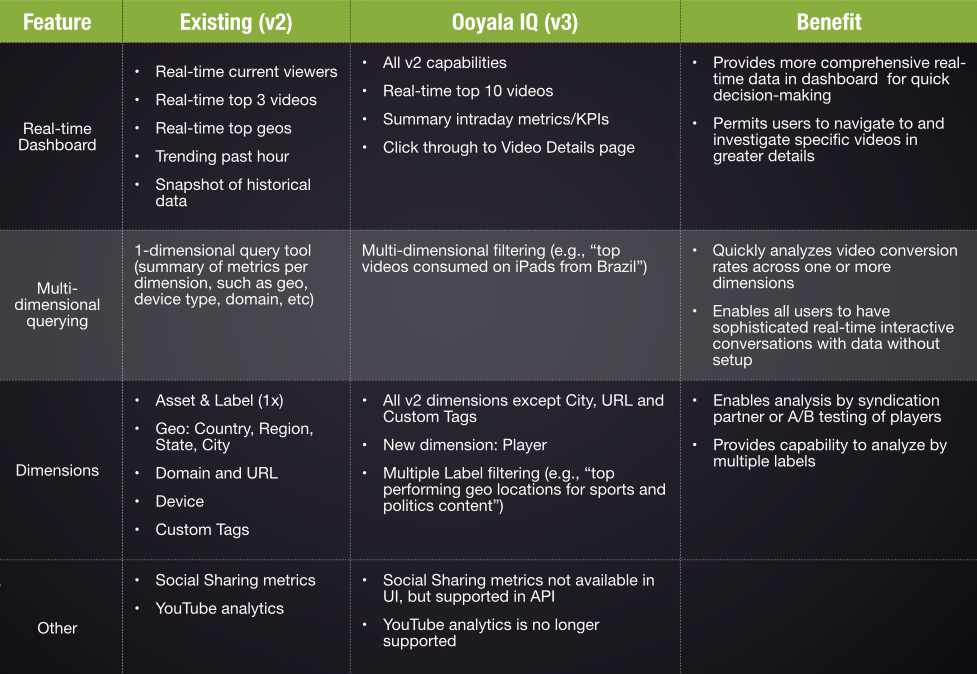 Feature
Existing (v2)
Ooyala IQ (v3)
Benefit
Real-time
Dashboard
• Real-time current viewers
• Real-time top 3 videos
• Real-time top geos
• Trending past hour
• Snapshot of historical
data
• All v2 capabilities
• Real-time top 10 videos
• Summary intraday metrics/KPIs
• Click through to Video Details page
• Provides more comprehensive real-
time data in dashboard for quick
decision-making
• Permits users to navigate to and
investigate specific videos in
greater details
Multi-
dimensional
querying
1-dimensional query tool
(summary of metrics per
dimension, such as geo,
device type, domain, etc)
Multi-dimensional filtering (e.g., “top
videos consumed on iPads from Brazil”)
• Quickly analyzes video conversion
rates across one or more
dimensions
• Enables all users to have
sophisticated real-time interactive
conversations with data without
setup
Dimensions
• Asset & Label (1x)
• Geo: Country, Region,
State, City
• Domain and URL
• Device
• Custom Tags
• All v2 dimensions except City, URL and
Custom Tags
• New dimension: Player
• Multiple Label filtering (e.g., “top
performing geo locations for sports and
politics content”)
• Enables analysis by syndication
partner or A/B testing of players
• Provides capability to analyze by
multiple labels
Other
• Social Sharing metrics
• YouTube analytics
• Social Sharing metrics not available in
UI, but supported in API
• YouTube analytics is no longer
supported